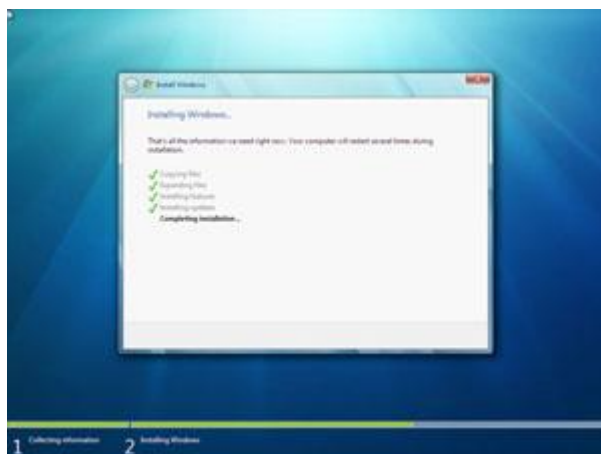 Install Windows
Installing Windows...
That's all the information we need right now. Your computer will restart several times during
installation.
Copying files
Expanding files
Installing features
Installing updates
Completing installation...
1 Collecting information
2 Installing Windows